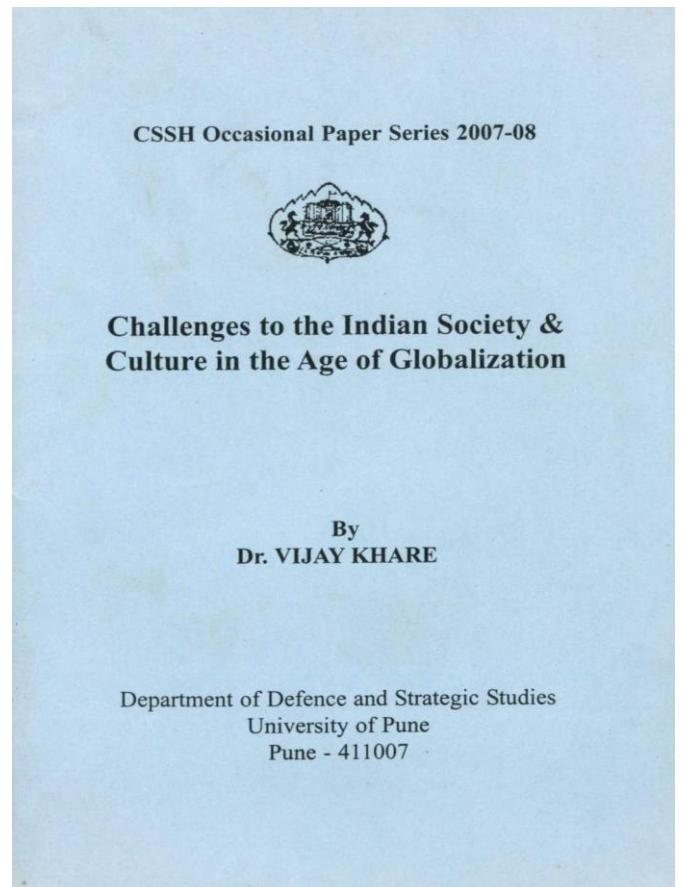 CSSH Occasional Paper Series 2007-08
Challenges to the Indian Society &
Culture in the Age of Globalization
By
Dr. VIJAY KHARE
Department of Defence and Strategic Studies
University of Pune
Pune - 411007